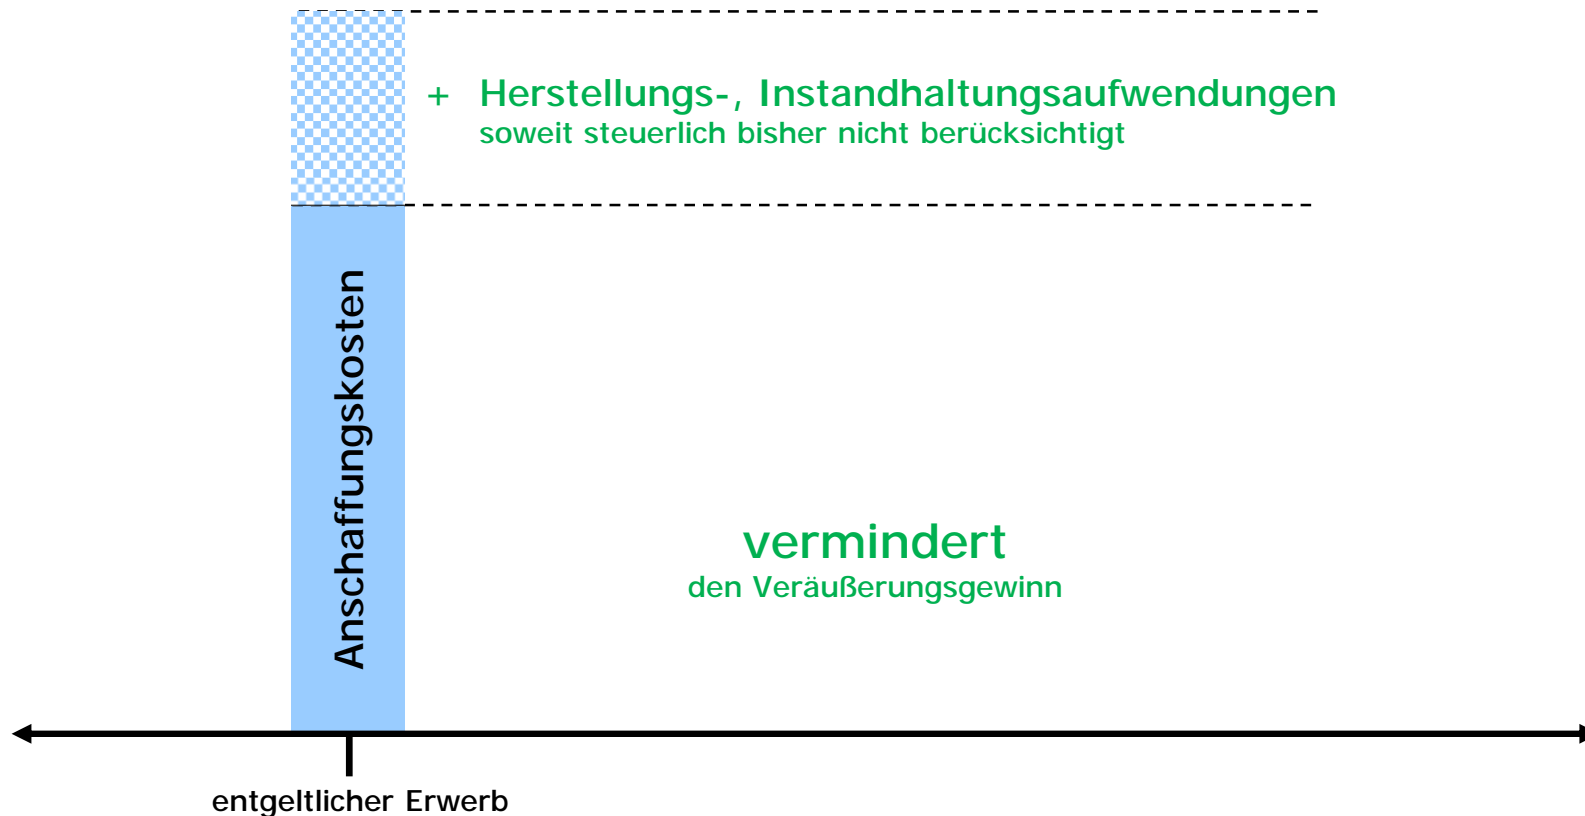 + Herstellungs-, Instandhaltungsaufwendungen
soweit steuerlich bisher nicht berücksichtigt
Anschaffungskosten
vermindert
den Veräußerungsgewinn
entgeltlicher Erwerb